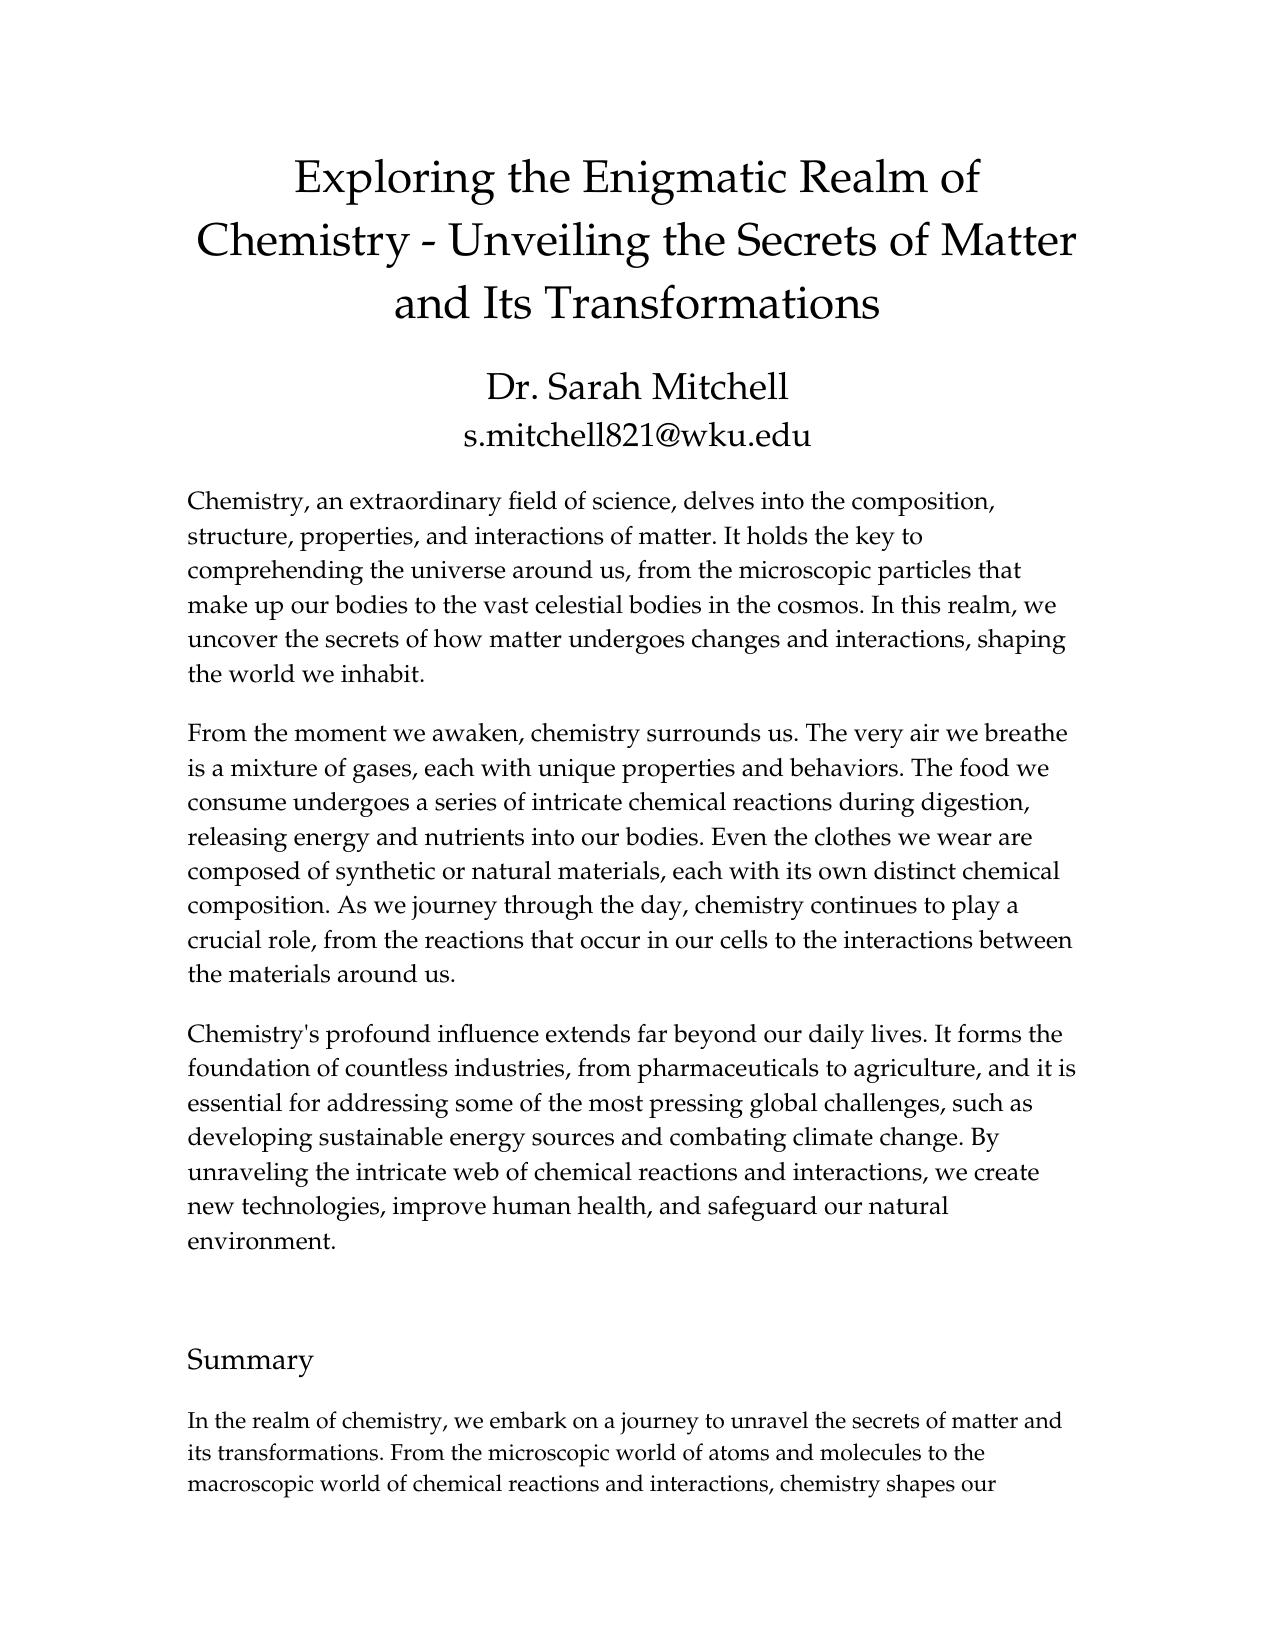 Exploring the Enigmatic Realm of
Chemistry - Unveiling the Secrets of Matter
and Its Transformations
Dr. Sarah Mitchell
s.mitchell821@wku.edu
Chemistry, an extraordinary field of science, delves into the composition,
structure, properties, and interactions of matter. It holds the key to
comprehending the universe around us, from the microscopic particles that
make up our bodies to the vast celestial bodies in the cosmos. In this realm, we
uncover the secrets of how matter undergoes changes and interactions, shaping
the world we inhabit.
From the moment we awaken, chemistry surrounds us. The very air we breathe
is a mixture of gases, each with unique properties and behaviors. The food we
consume undergoes a series of intricate chemical reactions during digestion,
releasing energy and nutrients into our bodies. Even the clothes we wear are
composed of synthetic or natural materials, each with its own distinct chemical
composition. As we journey through the day, chemistry continues to play a
crucial role, from the reactions that occur in our cells to the interactions between
the materials around us.
Chemistry's profound influence extends far beyond our daily lives. It forms the
foundation of countless industries, from pharmaceuticals to agriculture, and it is
essential for addressing some of the most pressing global challenges, such as
developing sustainable energy sources and combating climate change. By
unraveling the intricate web of chemical reactions and interactions, we create
new technologies, improve human health, and safeguard our natural
environment.
Summary
In the realm of chemistry, we embark on a journey to unravel the secrets of matter and
its transformations. From the microscopic world of atoms and molecules to the
macroscopic world of chemical reactions and interactions, chemistry shapes our